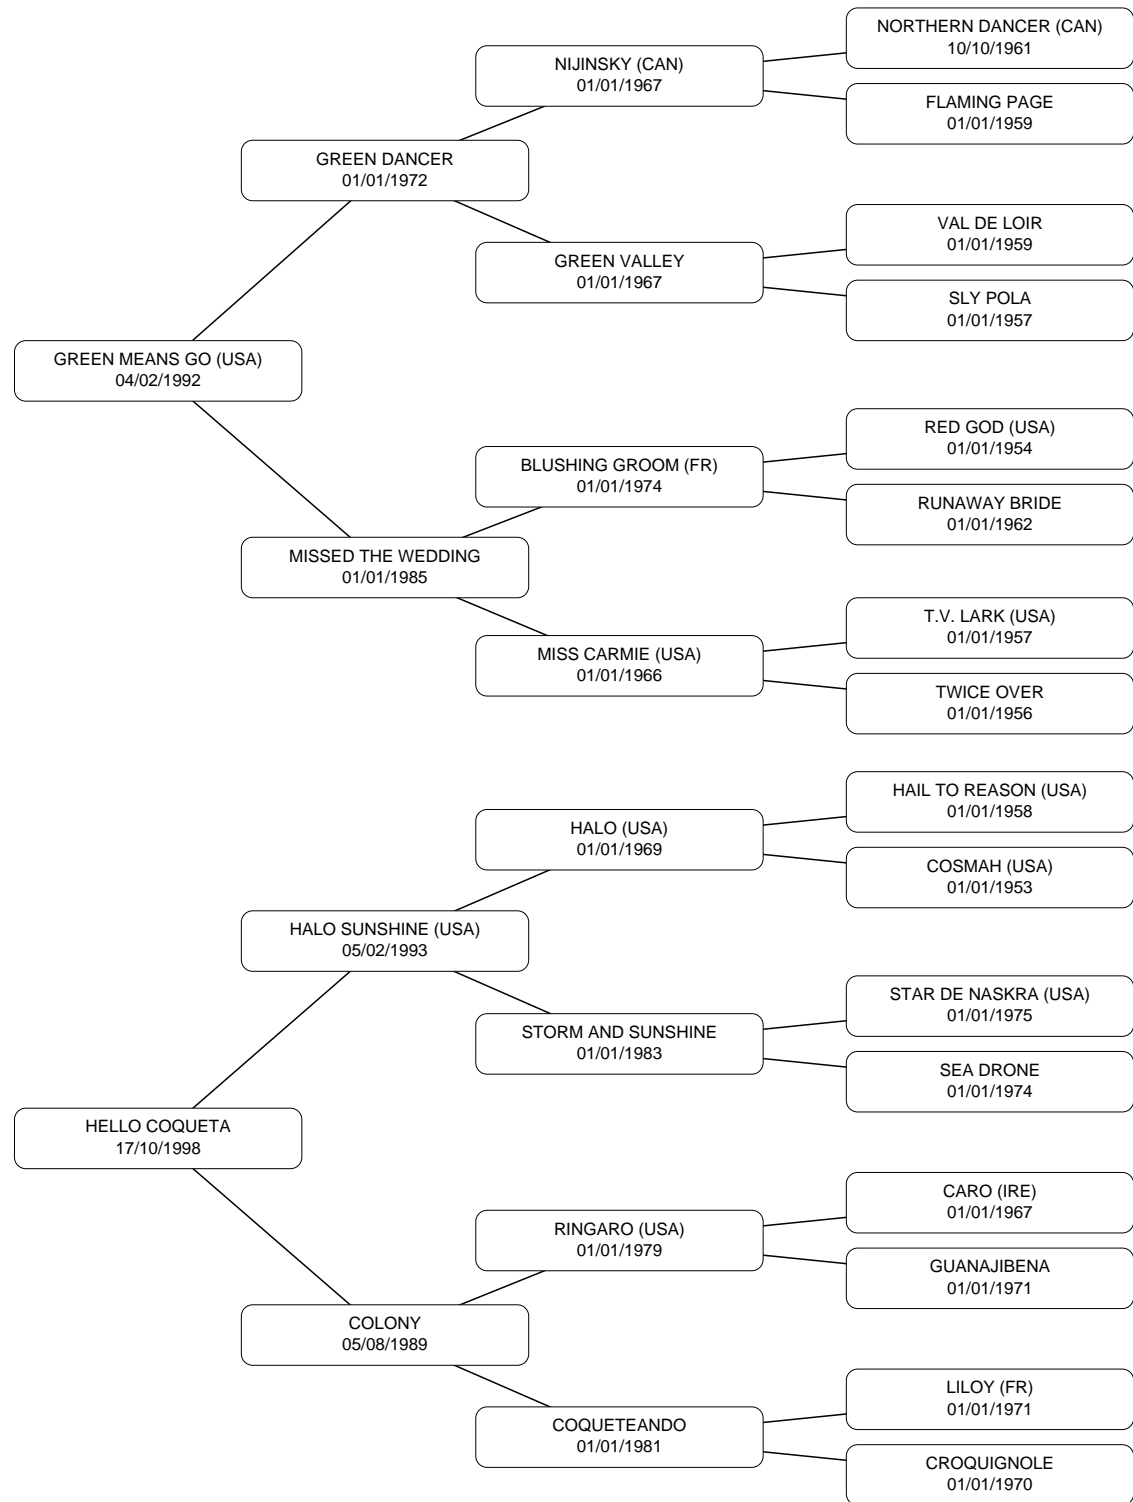 NORTHERN DANCER (CAN)
10/10/1961
NIJINSKY (CAN)
01/01/1967
FLAMING PAGE
01/01/1959
GREEN DANCER
01/01/1972
VAL DE LOIR
01/01/1959
GREEN VALLEY
01/01/1967
SLY POLA
01/01/1957
GREEN MEANS GO (USA)
04/02/1992
RED GOD (USA)
01/01/1954
BLUSHING GROOM (FR)
01/01/1974
RUNAWAY BRIDE
01/01/1962
MISSED THE WEDDING
01/01/1985
T.V. LARK (USA)
01/01/1957
MISS CARMIE (USA)
01/01/1966
TWICE OVER
01/01/1956
HAIL TO REASON (USA)
01/01/1958
HALO (USA)
01/01/1969
COSMAH (USA)
01/01/1953
HALO SUNSHINE (USA)
05/02/1993
STAR DE NASKRA (USA)
01/01/1975
STORM AND SUNSHINE
01/01/1983
SEA DRONE
01/01/1974
HELLO COQUETA
17/10/1998
CARO (IRE)
01/01/1967
RINGARO (USA)
01/01/1979
GUANAJIBENA
01/01/1971
COLONY
05/08/1989
LILOY (FR)
01/01/1971
COQUETEANDO
01/01/1981
CROQUIGNOLE
01/01/1970